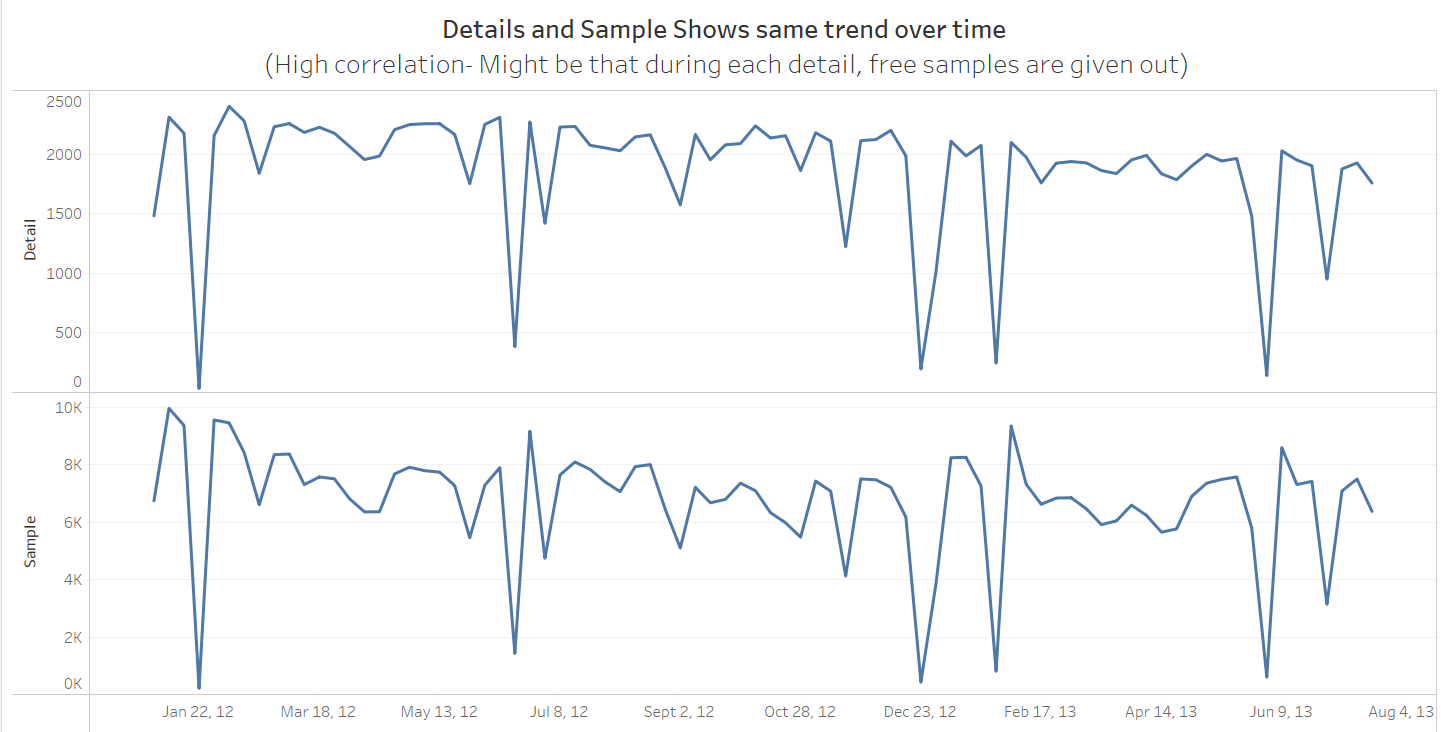 Details and Sample Shows same trend over time
(High correlation- Might be that during each detail, free samples are given out)
2500
2000
1500
1000
500
0
Detail
10K
8K
6K
4K
2K
0K
Sample
Jan 22, 12 Mar 18, 12 May 13, 12 Jul 8, 12 Sept 2, 12 Oct 28, 12 Dec 23, 12 Feb 17, 13 Apr 14, 13 Jun 9, 13 Aug 4, 13